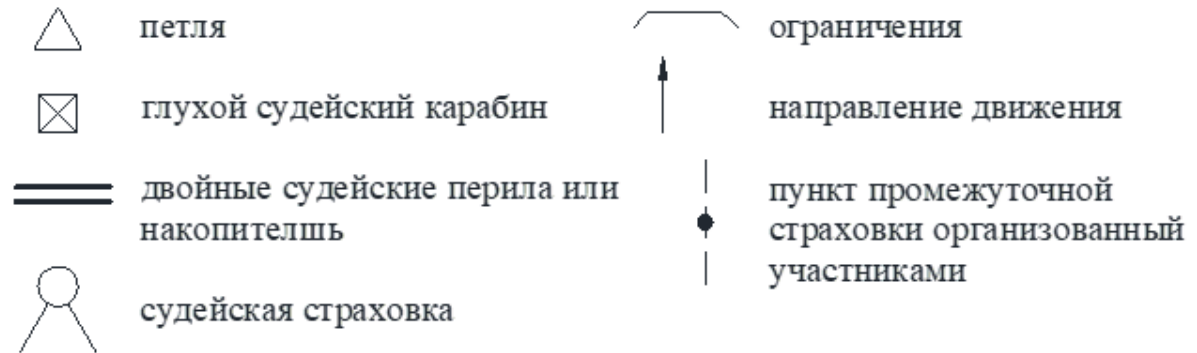 петля
глухой судейский карабин
двойные судейские перила или
накопителшь
судейская страховка
ограничения
направление движения
пункт промежуточной
страховки организованный
участниками